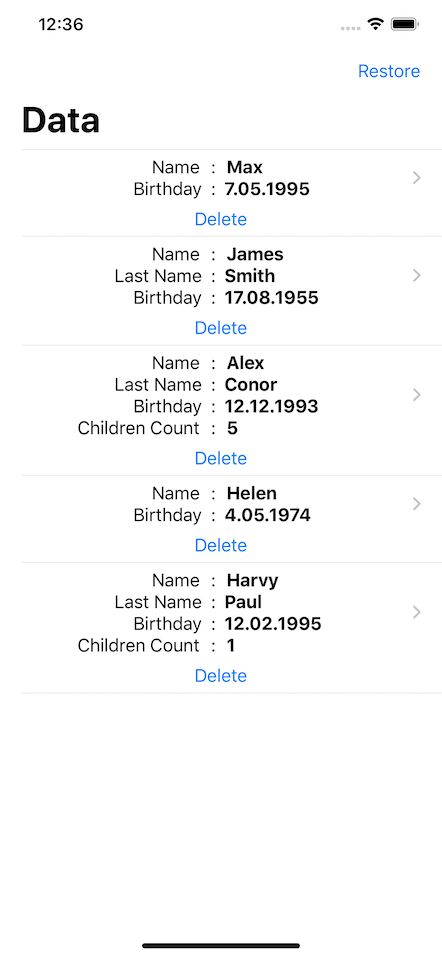 12:36
Restore
Data
Name : Max
Birthday : 7.05.1995
Delete
Name : James
Last Name : Smith
Birthday : 17.08.1955
Delete
Name : Alex
Last Name : Conor
Birthday : 12.12.1993
Children Count : 5
Delete
Name : Helen
Birthday : 4.05.1974
Delete
Name : Harvy
Last Name : Paul
Birthday : 12.02.1995
Children Count : 1
Delete